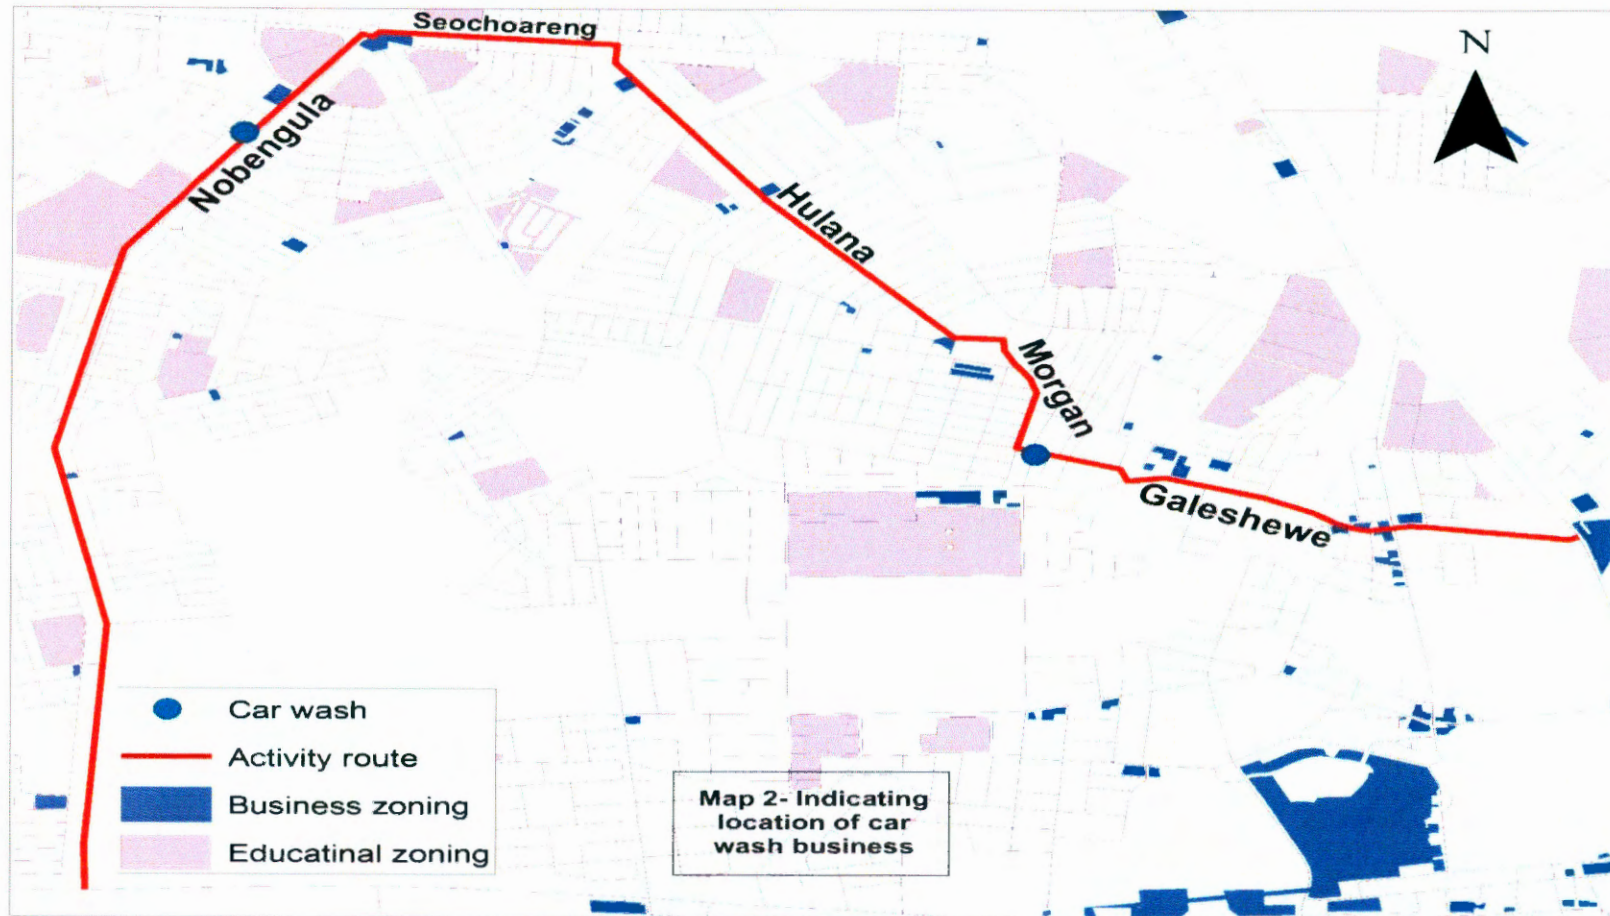 Seochoareng
N
Nobengula
Hulana
Morgan
Galeshewe
Car wash
Activity route
Business zoning
Educatinal zoning
Map 2- Indicating
location of car
wash business